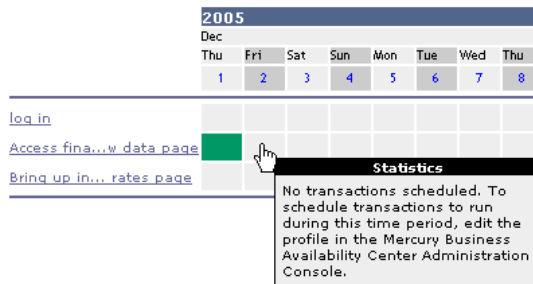 2005
Dec
Thu Fri Sat Sun Mon Tue Wed Thu
1 2 3 4 5 6 7 8
log in
Access fina...w data page
Bring up in... rates page
Statistics
No transactions scheduled. To
schedule transactions to run
during this time period, edit the
profile in the Mercury Business
Availability Center Administration
Console.